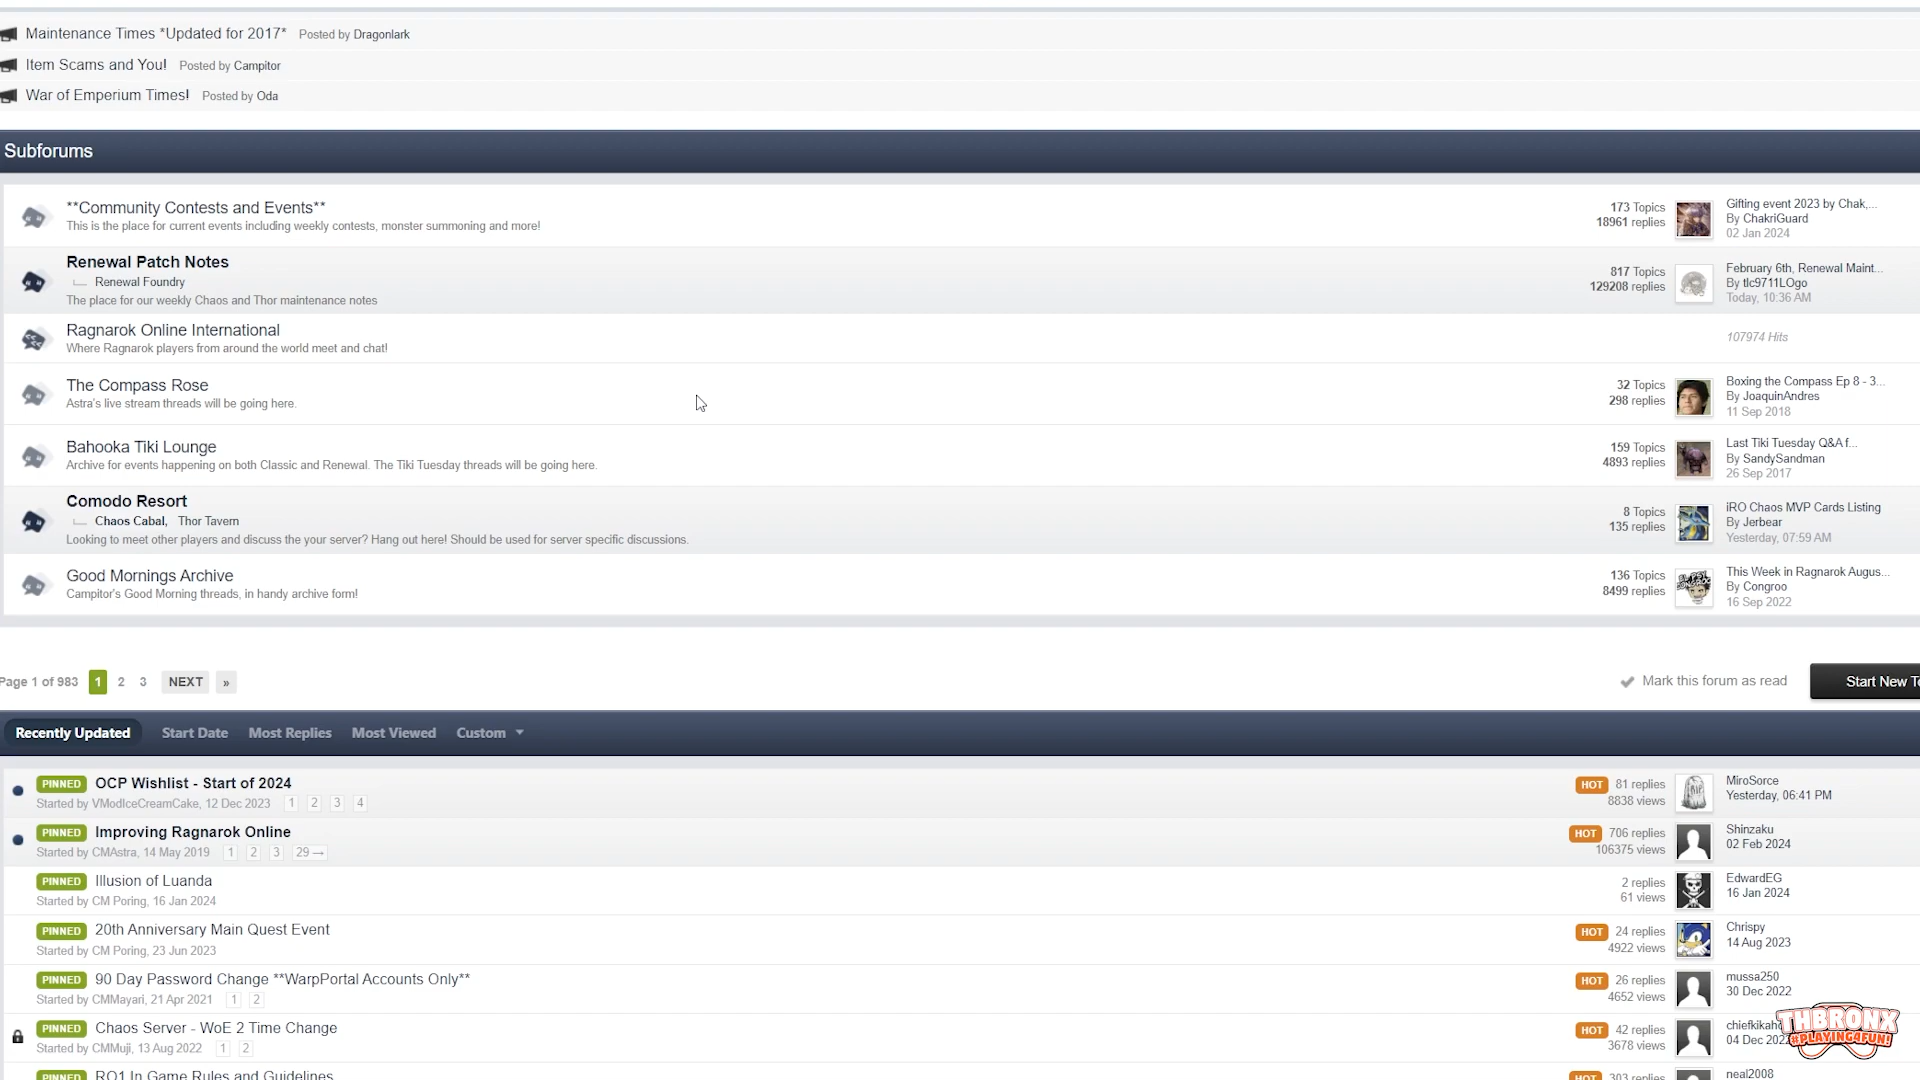 Maintenance Times *Updated for 2017* Posted by Dragonlark
Item Scams and You! Posted by Campitor
War of Emperium Times! Posted by Oda
Subforums
**Community Contests and Events**
This is the place for current events including weekly contests, monster summoning and more!
173 Topics
18961 replies
Gifting event 2023 by Chak,...
By ChakriGuard
02 Jan 2024
Renewal Patch Notes
Renewal Foundry
The place for our weekly Chaos and Thor maintenance notes
817 Topics
129208 replies
February 6th, Renewal Maint...
By tlc9711LOgo
Today, 10:36 AM
Ragnarok Online International
Where Ragnarok players from around the world meet and chat!
107974 Hits
The Compass Rose
Astra's live stream threads will be going here.
32 Topics
298 replies
Boxing the Compass Ep 8 - 3...
By JoaquinAndres
11 Sep 2018
Bahooka Tiki Lounge
Archive for events happening on both Classic and Renewal. The Tiki Tuesday threads will be going here.
159 Topics
4893 replies
Last Tiki Tuesday Q&A f...
By SandySandman
26 Sep 2017
Comodo Resort
Chaos Cabal, Thor Tavern
Looking to meet other players and discuss the your server? Hang out here! Should be used for server specific discussions.
8 Topics
135 replies
iRO Chaos MVP Cards Listing
By Jerbear
Yesterday, 07:59 AM
Good Mornings Archive
Campitor's Good Morning threads, in handy archive form!
136 Topics
8499 replies
This Week in Ragnarok Augus...
By Congroo
16 Sep 2022
Page 1 of 983 1 2 3 NEXT »
Mark this forum as read
Start New T
Recently Updated Start Date Most Replies Most Viewed Custom
PINNED OCP Wishlist - Start of 2024
Started by VModIceCreamCake, 12 Dec 2023 1 2 3 4
HOT 81 replies
8838 views
MiroSorce
Yesterday, 06:41 PM
PINNED Improving Ragnarok Online
Started by CMAstra, 14 May 2019 1 2 3 29 →
HOT 706 replies
106375 views
Shinzaku
02 Feb 2024
PINNED Illusion of Luanda
Started by CM Poring, 16 Jan 2024
2 replies
61 views
EdwardEG
16 Jan 2024
PINNED 20th Anniversary Main Quest Event
Started by CM Poring, 23 Jun 2023
HOT 24 replies
4922 views
Chrispy
14 Aug 2023
PINNED 90 Day Password Change **WarpPortal Accounts Only**
Started by CMMayari, 21 Apr 2021 1 2
HOT 26 replies
4652 views
mussa250
30 Dec 2022
PINNED Chaos Server - WoE 2 Time Change
Started by CMMuji, 13 Aug 2022 1 2
HOT 42 replies
3678 views
04 Dec 2022
THBRONX
#PLAYING4FUN!
PINNED RO1 In Game Rules and Guidelines
HOT 303 replies
neal2008